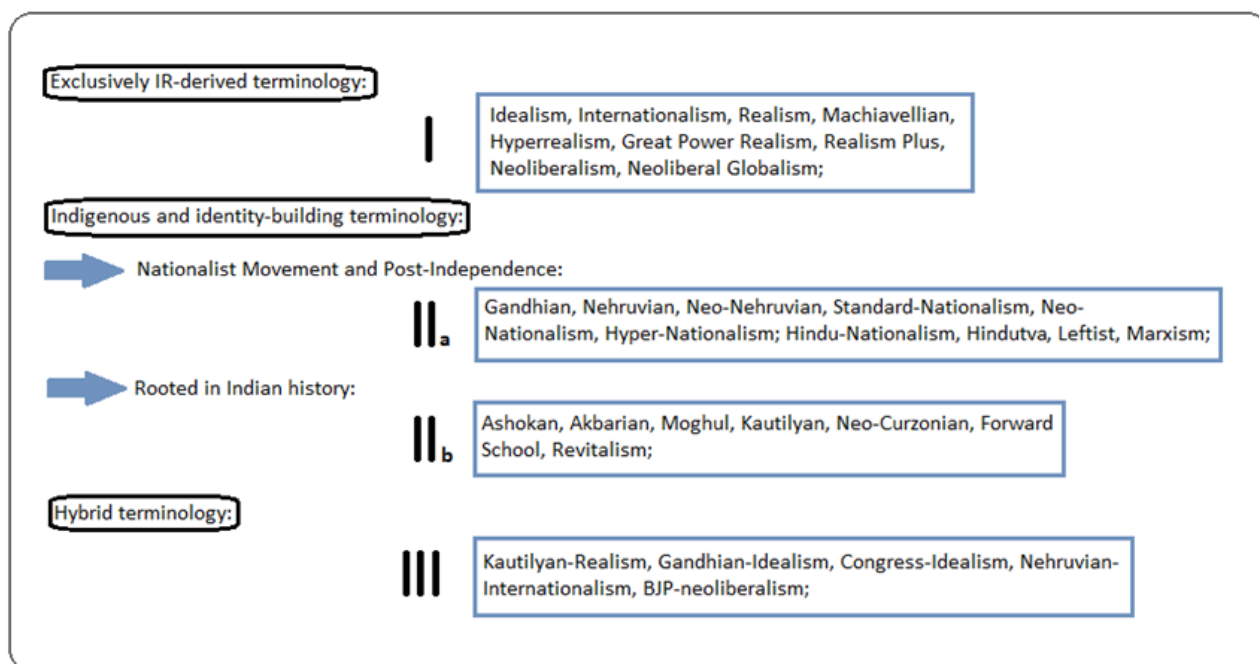 Exclusively IR-derived terminology:
I
Idealism, Internationalism, Realism, Machiavellian,
Hyperrealism, Great Power Realism, Realism Plus,
Neoliberalism, Neoliberal Globalism;
Indigenous and identity-building terminology:
Nationalist Movement and Post-Independence:
IIa
Gandhian, Nehruvian, Neo-Nehruvian, Standard-Nationalism, Neo-
Nationalism, Hyper-Nationalism; Hindu-Nationalism, Hindutva, Leftist, Marxism;
Rooted in Indian history:
IIb
Ashokan, Akbarian, Moghul, Kautilyan, Neo-Curzonian, Forward
School, Revitalism;
Hybrid terminology:
III
Kautilyan-Realism, Gandhian-Idealism, Congress-Idealism, Nehruvian-
Internationalism, BJP-neoliberalism;